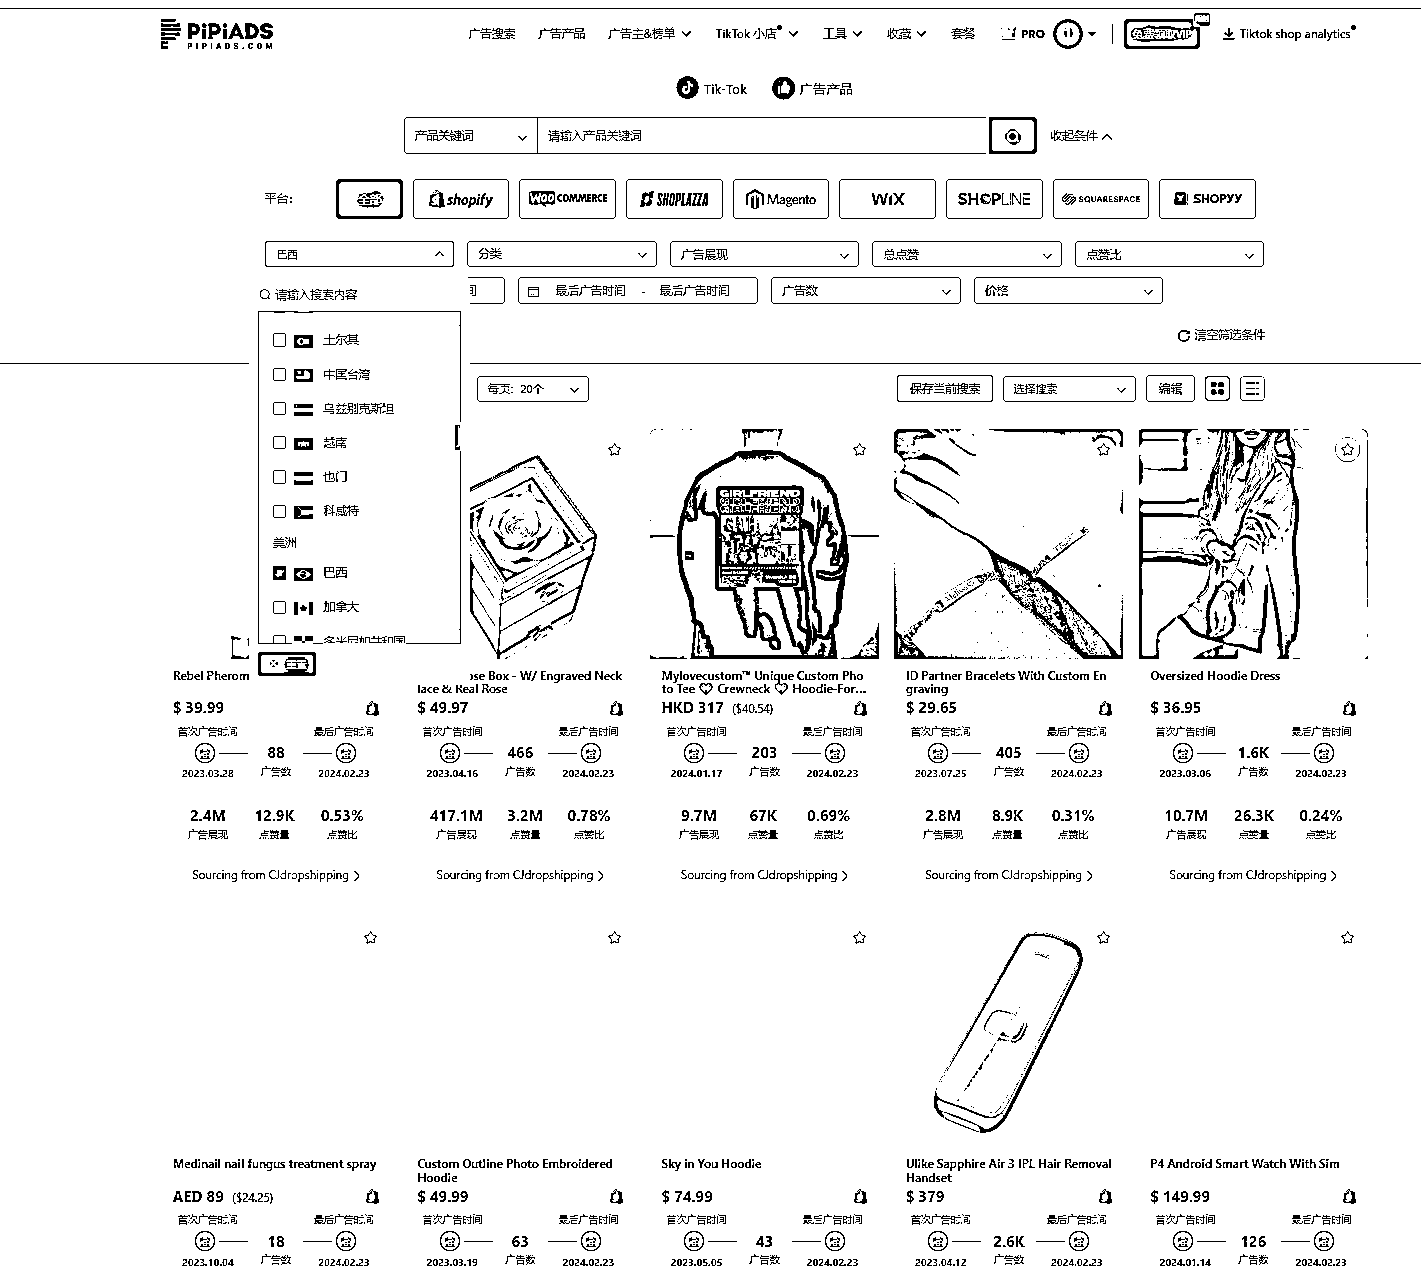 PiPiADS
PIPIADS.COM
广告搜索
广告产品
广告主&榜单
TikTok 小店
工具
收藏
套餐
PRO
Tiktok shop analytics
Tik-Tok
广告产品
产品关键词
请输入产品关键词
收起条件
平台:
shopify
WOO COMMERCE
SHOPLAZZA
Magento
WiX
SHOPLINE
SQUARESPACE
SHOPYY
巴西
分类
广告展现
总点赞
点赞比
请输入搜索内容
间
最后广告时间 - 最后广告时间
广告数
价格
土尔其
清空筛选条件
中国台湾
每页: 20个
保存当前搜索
选择搜索
编辑
乌兹别克斯坦
越南
也门
科威特
美洲
巴西
加拿大
多米尼加共和国
GIRLFRIEND
GIRLFRIEND
GIRLFRIEND
Rebel Pherom
ose Box - W/ Engraved Neck
lace & Real Rose
Mylovecustom™ Unique Custom Pho
to Tee Crewneck Hoodie-For...
ID Partner Bracelets With Custom En
graving
Oversized Hoodie Dress
$ 39.99
$ 49.97
HKD 317 ($40.54)
$ 29.65
$ 36.95
首次广告时间 最后广告时间
首次广告时间 最后广告时间
首次广告时间 最后广告时间
首次广告时间 最后广告时间
首次广告时间 最后广告时间
88
466
203
405
1.6K
2023.03.28 广告数 2024.02.23
2023.04.16 广告数 2024.02.23
2024.01.17 广告数 2024.02.23
2023.07.25 广告数 2024.02.23
2023.03.06 广告数 2024.02.23
2.4M 12.9K 0.53%
417.1M 3.2M 0.78%
9.7M 67K 0.69%
2.8M 8.9K 0.31%
10.7M 26.3K 0.24%
广告展现 点赞量 点赞比
广告展现 点赞量 点赞比
广告展现 点赞量 点赞比
广告展现 点赞量 点赞比
广告展现 点赞量 点赞比
Sourcing from CJdropshipping
Sourcing from CJdropshipping
Sourcing from CJdropshipping
Sourcing from CJdropshipping
Sourcing from CJdropshipping
Medinail nail fungus treatment spray
Custom Outline Photo Embroidered
Hoodie
Sky in You Hoodie
Ulike Sapphire Air 3 IPL Hair Removal
Handset
P4 Android Smart Watch With Sim
AED 89 ($24.25)
$ 49.99
$ 74.99
$ 379
$ 149.99
首次广告时间 最后广告时间
首次广告时间 最后广告时间
首次广告时间 最后广告时间
首次广告时间 最后广告时间
首次广告时间 最后广告时间
18
63
43
2.6K
126
2023.10.04 广告数 2024.02.23
2023.03.19 广告数 2024.02.23
2023.05.05 广告数 2024.02.23
2023.04.12 广告数 2024.02.23
2024.01.14 广告数 2024.02.23